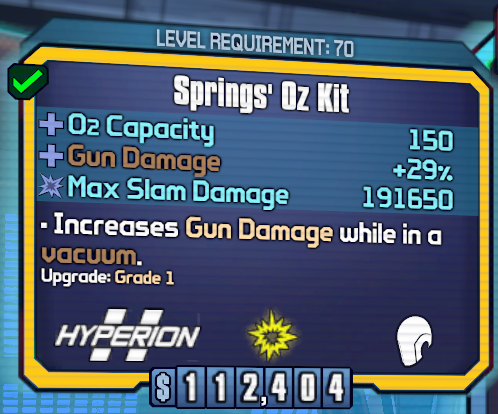 LEVEL REQUIREMENT: 70
Springs' Oz Kit
+ O2 Capacity 150
+ Gun Damage +29%
Max Slam Damage 191650
• Increases Gun Damage while in a
vacuum.
Upgrade: Grade 1
HYPERION
$112,404